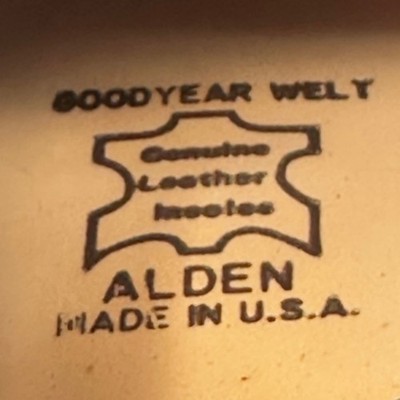 GOODYEAR WELT
Genuine
Leather
Insoles
ALDEN
MADE IN U.S.A.